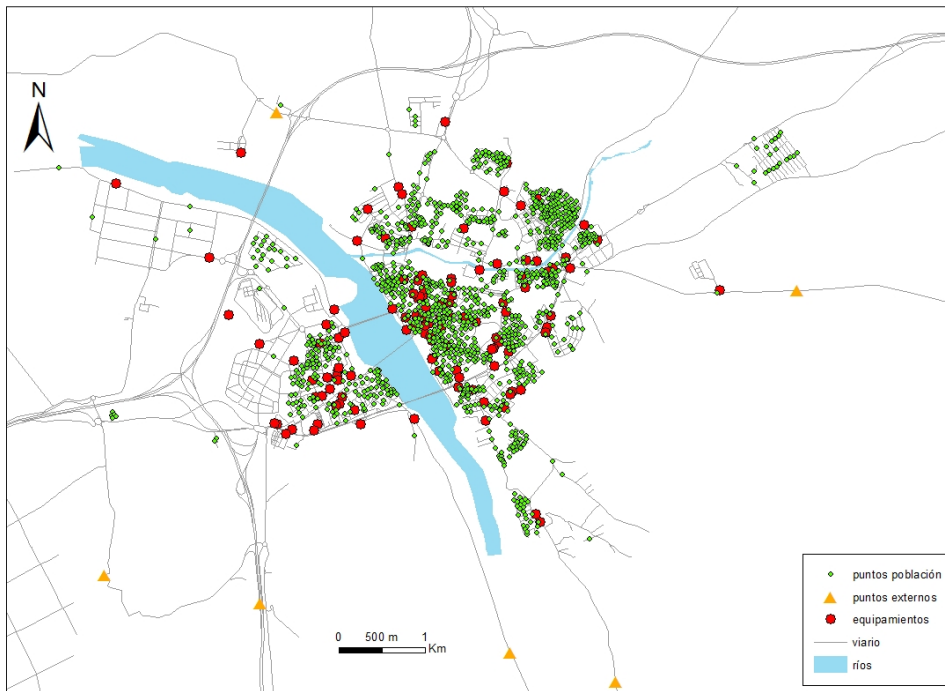 N
0 500 m 1
Km
puntos población
puntos externos
equipamientos
viario
ríos